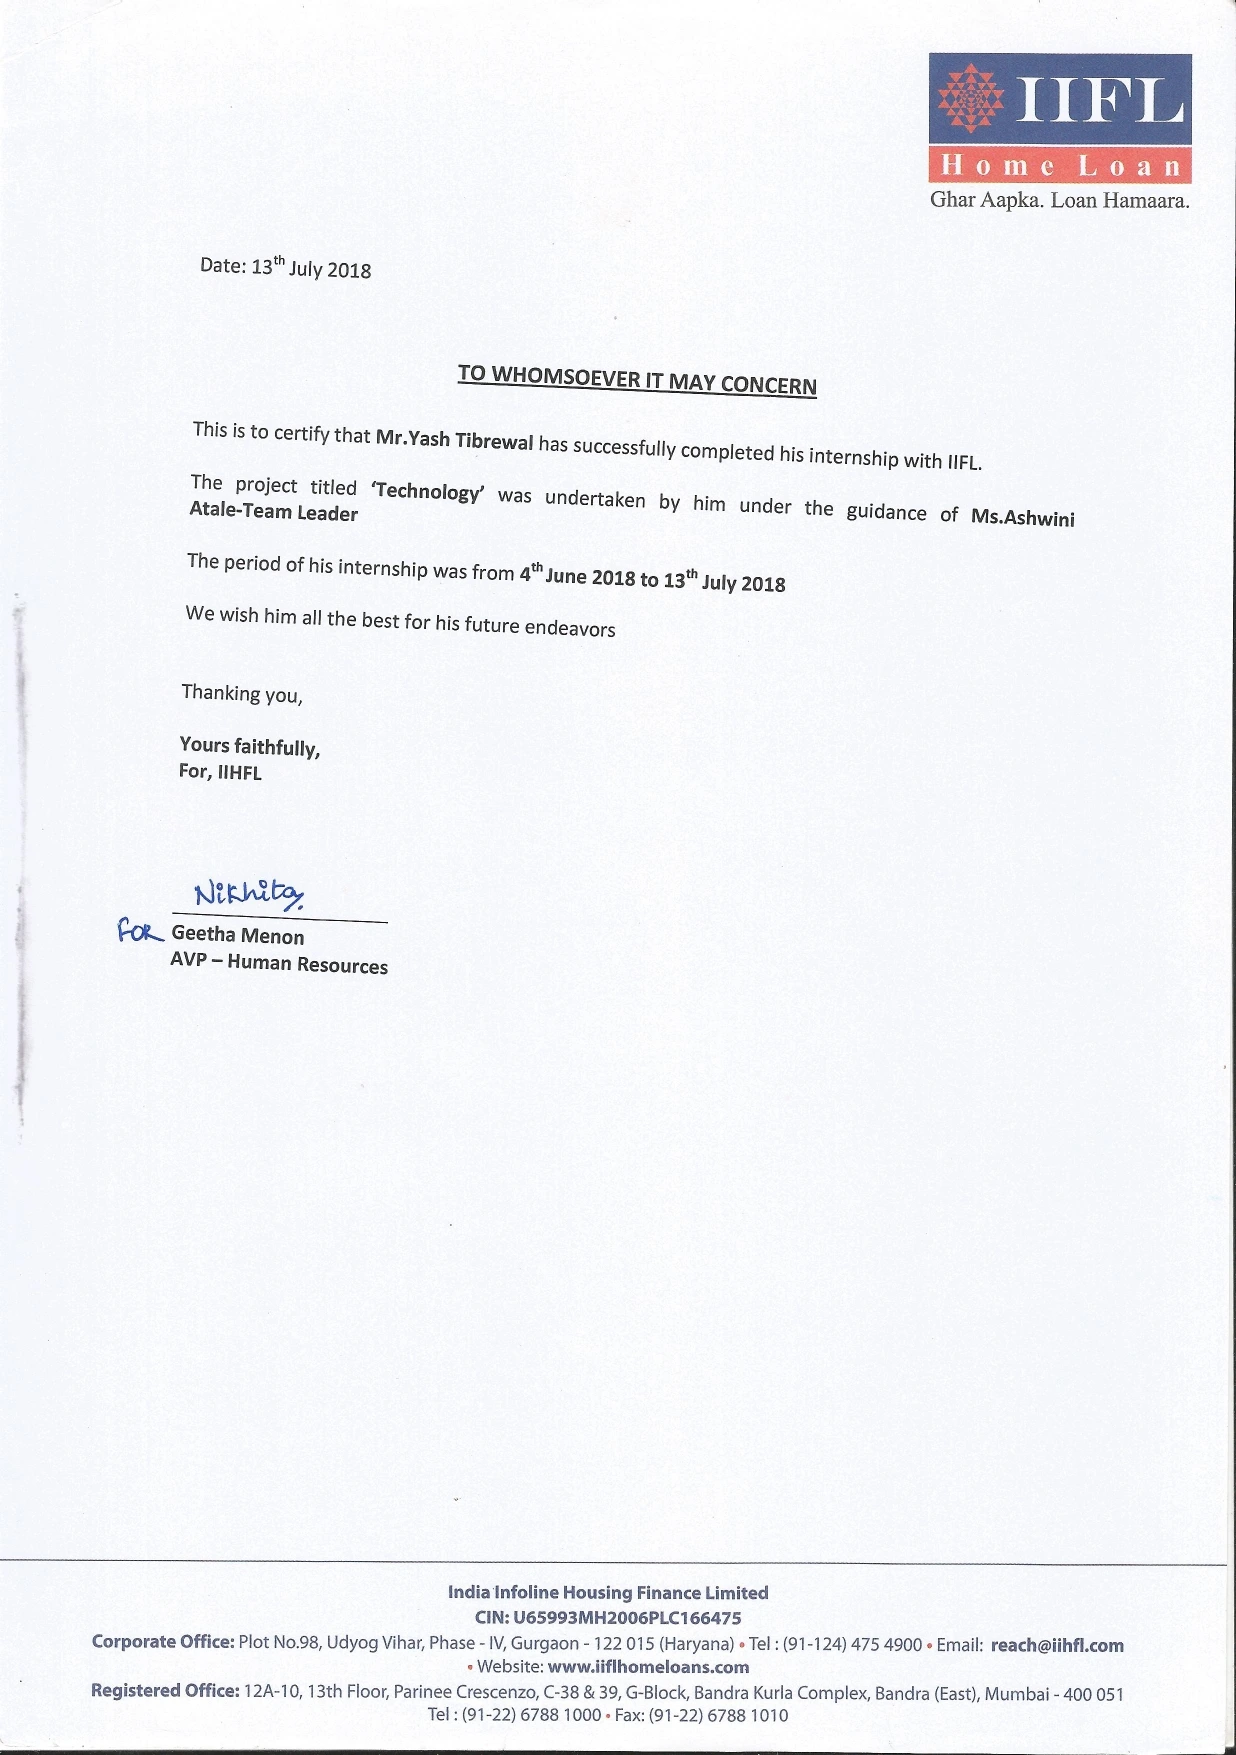 IIFL
Home Loan
Ghar Aapka. Loan Hamaara.
Date: 13th July 2018
TO WHOMSOEVER IT MAY CONCERN
This is to certify that Mr.Yash Tibrewal has successfully completed his internship with IIFL.
The project titled ‘Technology’ was undertaken by him under the guidance of Ms.Ashwini
Atale-Team Leader
The period of his internship was from 4th June 2018 to 13th July 2018
We wish him all the best for his future endeavors
Thanking you,
Yours faithfully,
For, IIHFL
Nikhita
FOR Geetha Menon
AVP – Human Resources
India Infoline Housing Finance Limited
CIN: U65993MH2006PLC166475
Corporate Office: Plot No.98, Udyog Vihar, Phase - IV, Gurgaon - 122 015 (Haryana) • Tel : (91-124) 475 4900 • Email: reach@iihfl.com
• Website: www.iiflhomeloans.com
Registered Office: 12A-10, 13th Floor, Parinee Crescenzo, C-38 & 39, G-Block, Bandra Kurla Complex, Bandra (East), Mumbai - 400 051
Tel : (91-22) 6788 1000 • Fax: (91-22) 6788 1010